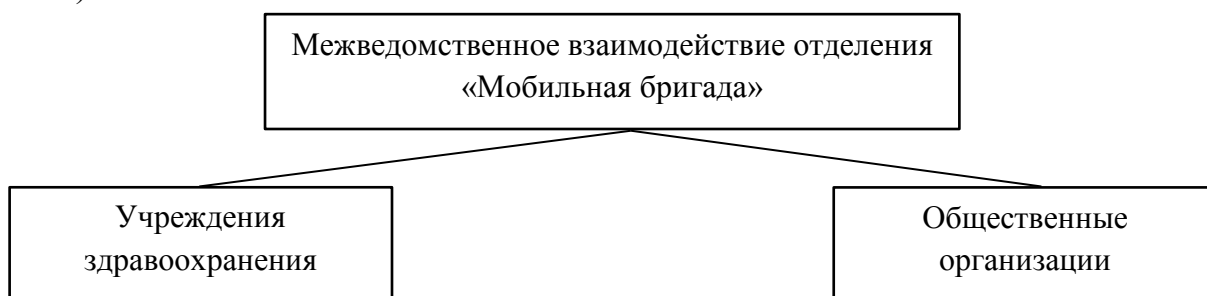 Межведомственное взаимодействие отделения
«Мобильная бригада»
Учреждения
здравоохранения
Общественные
организации